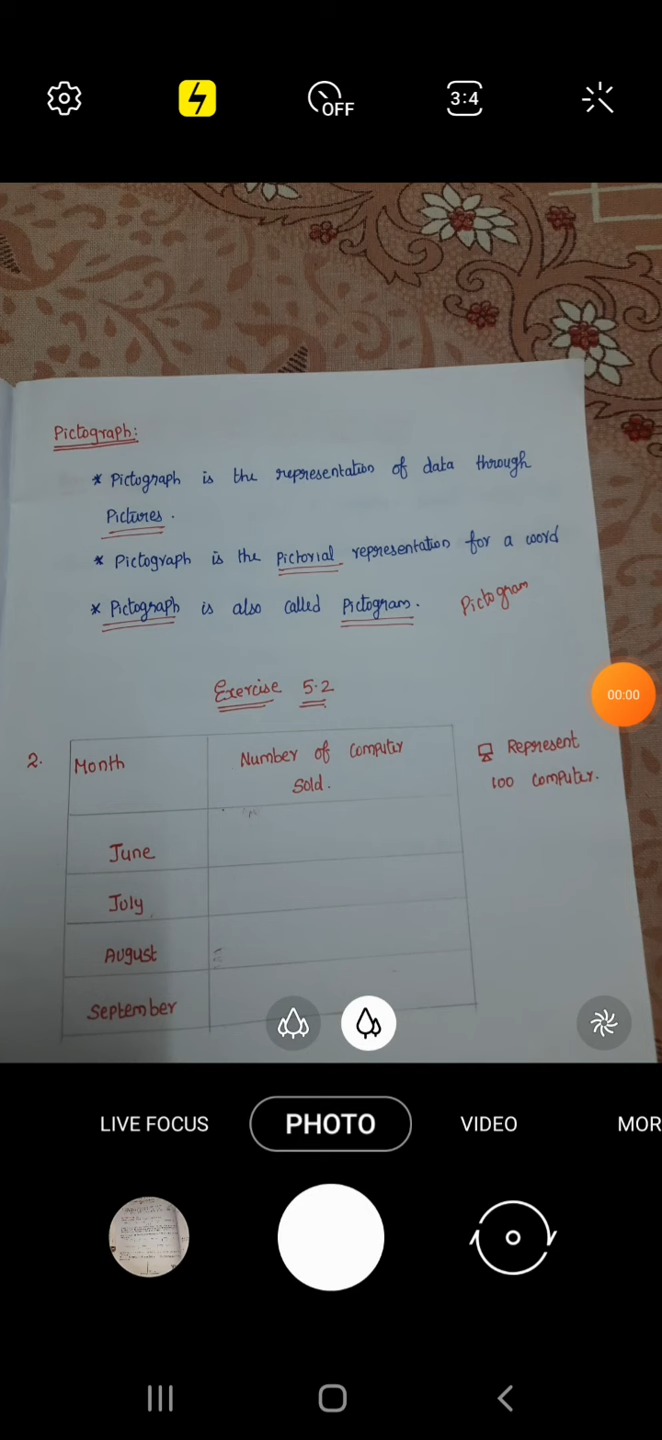 OFF
3:4
Pictograph:
* Pictograph is the representation of data through
Pictures.
* Pictograph is the Pictorial representation for a word
* Pictograph is also called Pictogram. Pictogram
Exercise 5.2
00:00
2. Month Number of Computer
Sold.
Represent
100 Computer.
June
July
August
September
LIVE FOCUS PHOTO VIDEO MOR